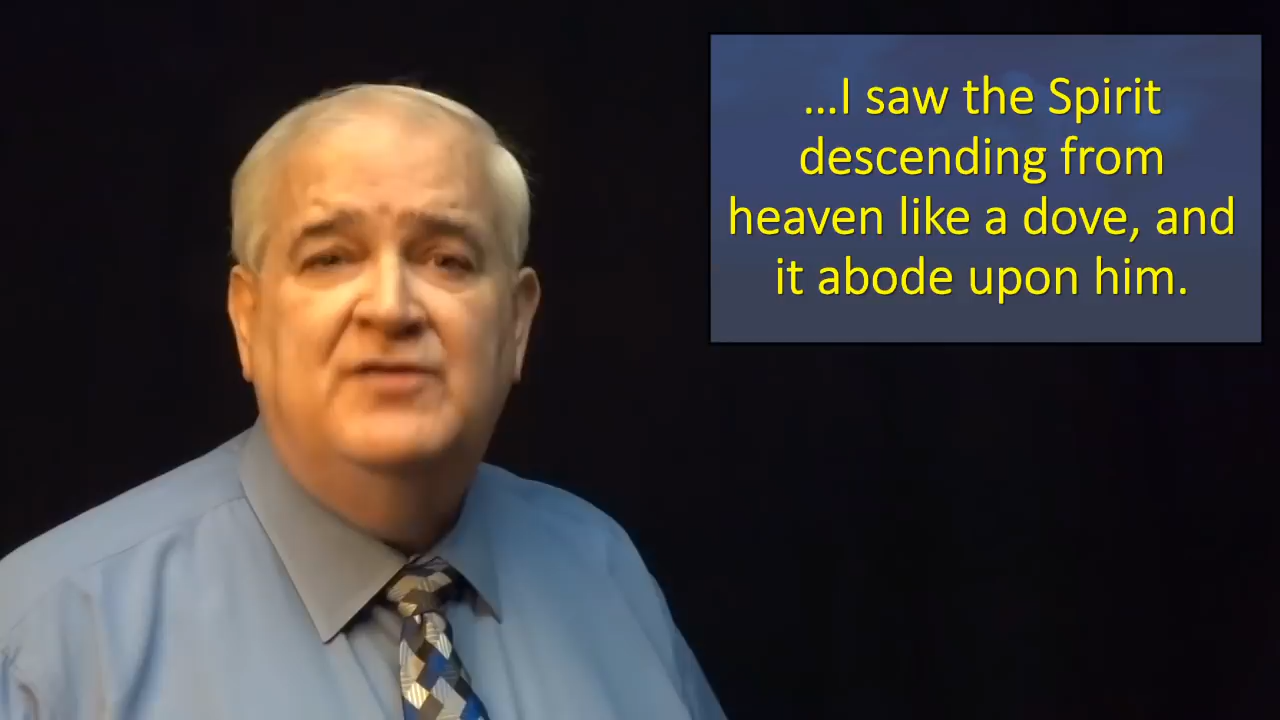 …I saw the Spirit
descending from
heaven like a dove, and
it abode upon him.